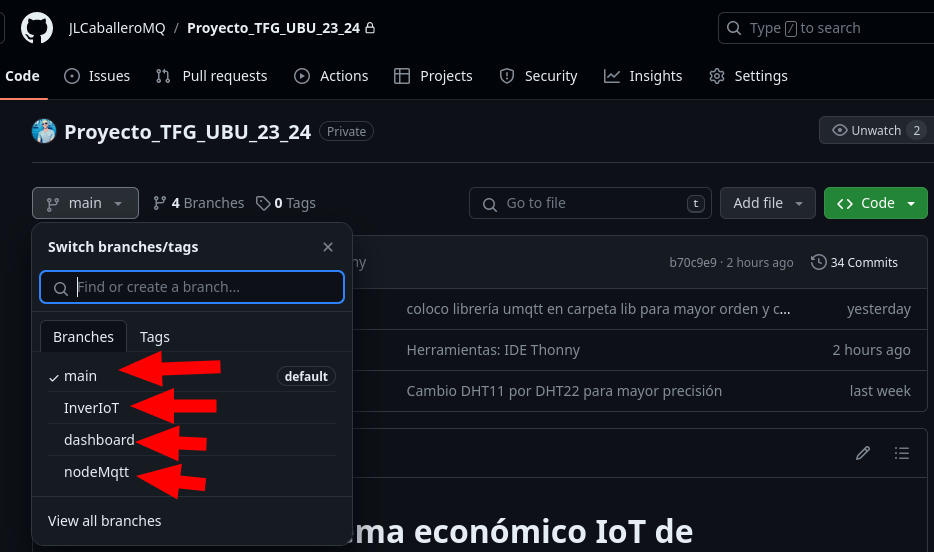 JLCaballeroMQ / Proyecto_TFG_UBU_23_24
Type / to search
Code Issues Pull requests Actions Projects Security Insights Settings
Proyecto_TFG_UBU_23_24 Private
Unwatch 2
main 4 Branches 0 Tags
Go to file t
Add file
Code
Switch branches/tags
Find or create a branch...
Branches Tags
main default
InverIoT
dashboard
nodeMqtt
View all branches
b70c9e9 · 2 hours ago 34 Commits
coloco librería umqtt en carpeta lib para mayor orden y c... yesterday
Herramientas: IDE Thonny 2 hours ago
Cambio DHT11 por DHT22 para mayor precisión last week
económico IoT de